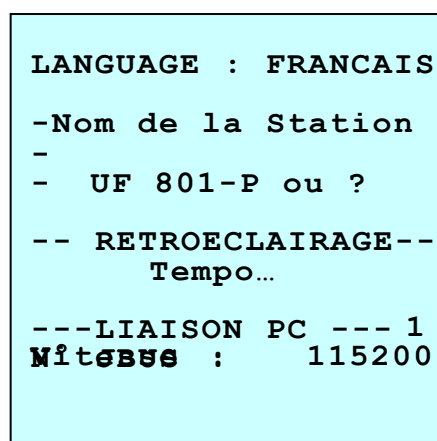 LANGUAGE : FRANCAIS
-Nom de la Station
-
- UF 801-P ou ?
-- RETROECLAIRAGE--
Tempo…
---LIAISON PC --- 1
: 115200